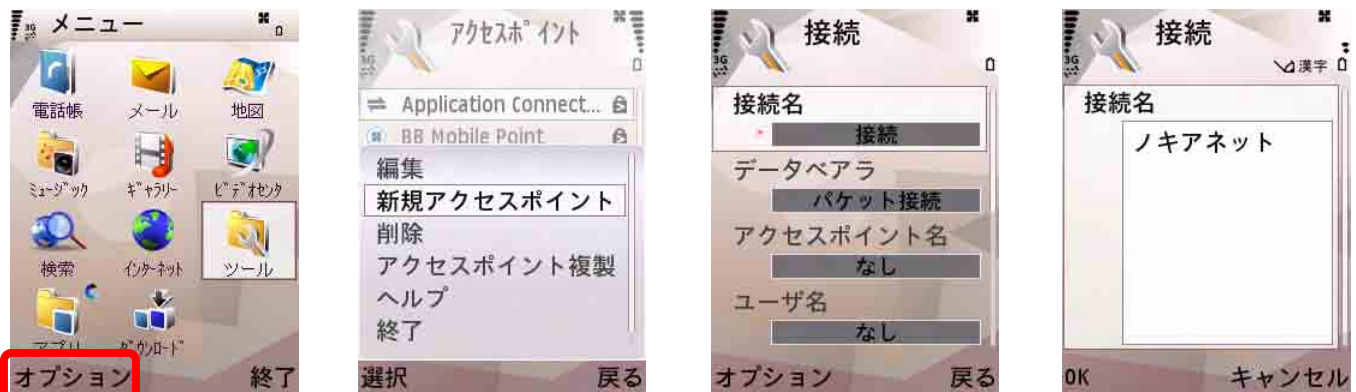 3G
メニュー
電話帳
メール
地図
ミュージック
ギャラリー
ビデオセンタ
検索
インターネット
ツール
アプリ
ダウンロード
オプション
終了
3G
アクセスポイント
Application Connect...
BB Mobile Point
編集
新規アクセスポイント
削除
アクセスポイント複製
ヘルプ
終了
選択
戻る
3G
接続
接続名
* 接続
データベアラ
パケット接続
アクセスポイント名
なし
ユーザ名
なし
オプション
戻る
3G
接続
漢字
接続名
ノキアネット
OK
キャンセル